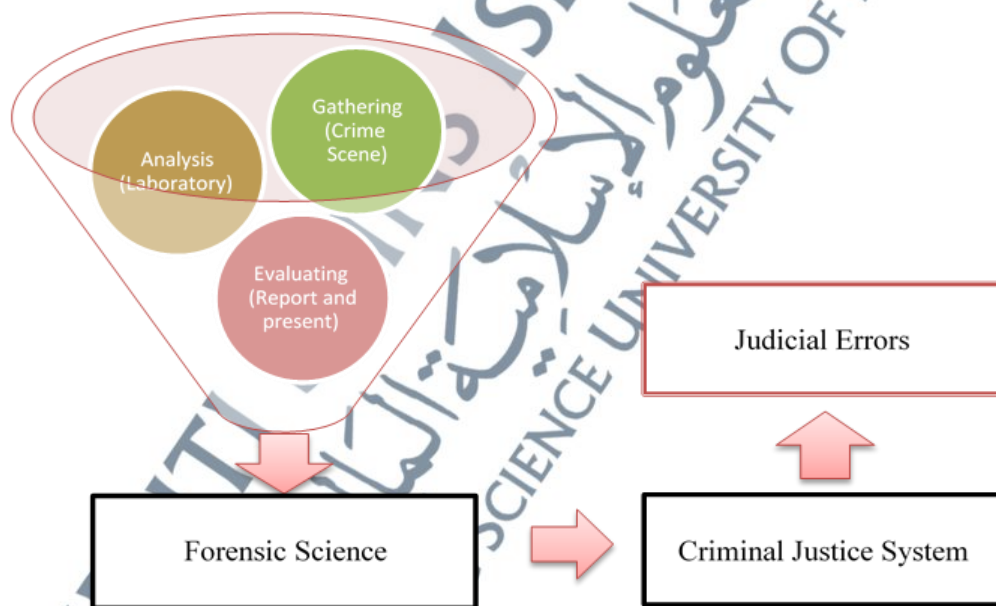 Gathering
(Crime
Scene)
Analysis
(Laboratory)
Evaluating
(Report and
present)
Judicial Errors
Forensic Science
Criminal Justice System
SCIENCE UNIVERSITY OF